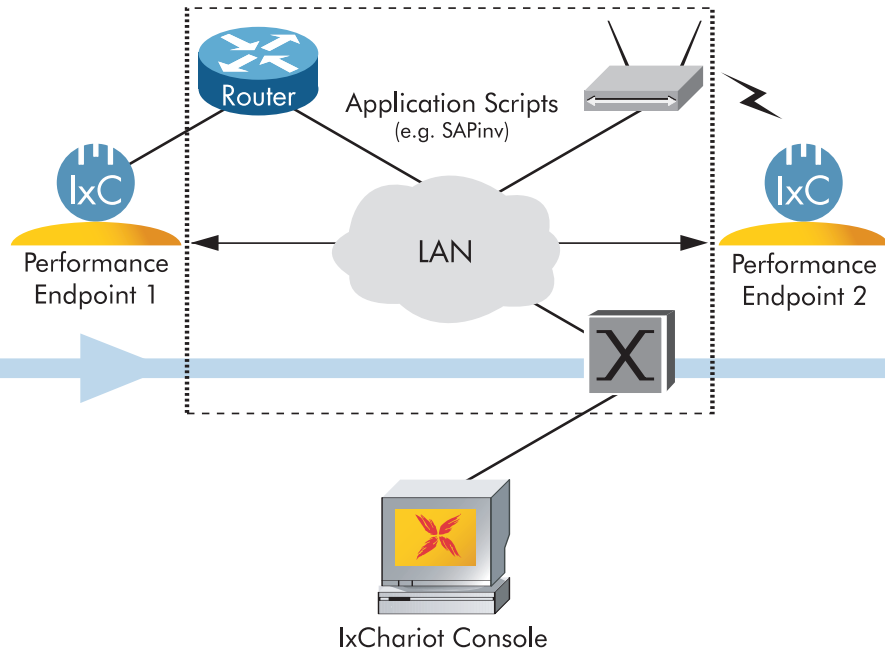 Router
Application Scripts
(e.g. SAPinv)
IxC
Performance
Endpoint 1
LAN
IxC
Performance
Endpoint 2
X
IxChariot Console